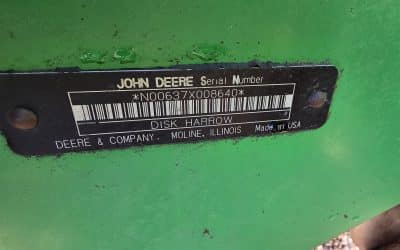 JOHN DEERE Serial Number
*N00637X008640*
DISK HARROW
DEERE & COMPANY MOLINE, ILLINOIS Made in USA